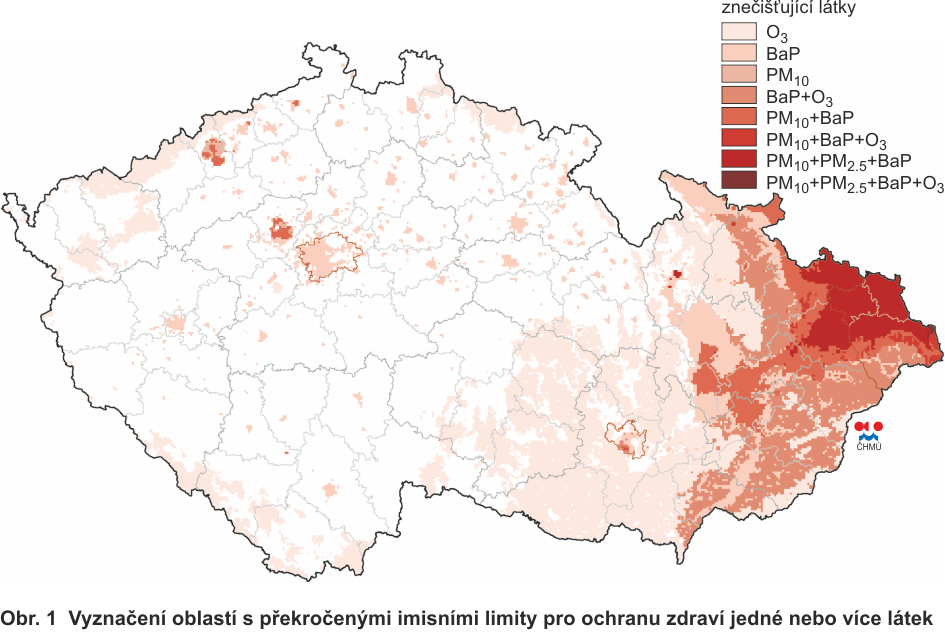 znečišťující látky
O3
BaP
PM10
BaP+O3
PM10+BaP
PM10+BaP+O3
PM10+PM2.5+BaP
PM10+PM2.5+BaP+O3
ČHMÚ
Obr. 1 Vyznačení oblastí s překročenými imisními limity pro ochranu zdraví jedné nebo více látek